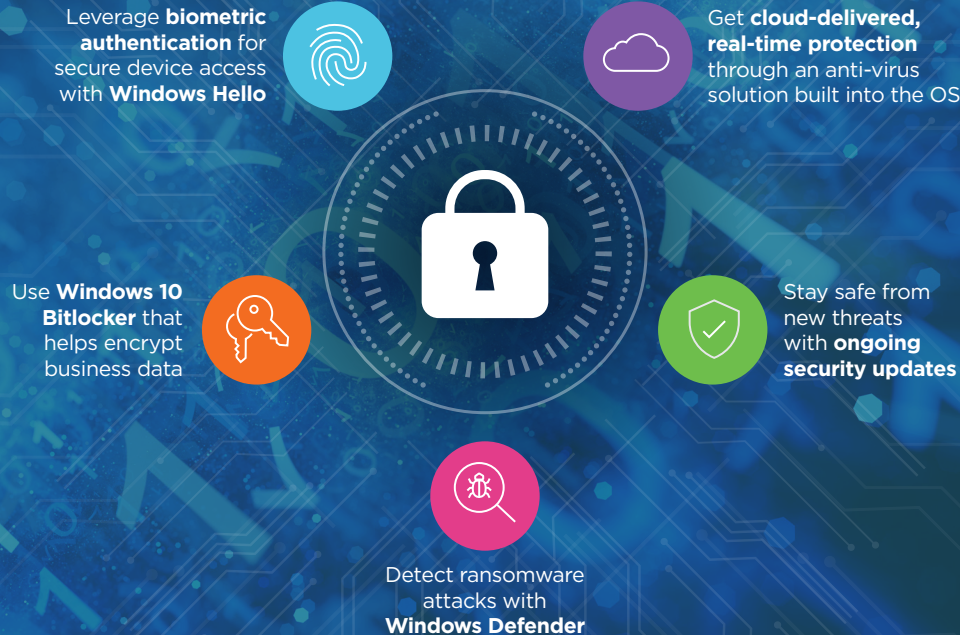 Leverage biometric
authentication for
secure device access
with Windows Hello
Get cloud-delivered,
real-time protection
through an anti-virus
solution built into the OS
Use Windows 10
Bitlocker that
helps encrypt
business data
Stay safe from
new threats
with ongoing
security updates
Detect ransomware
attacks with
Windows Defender